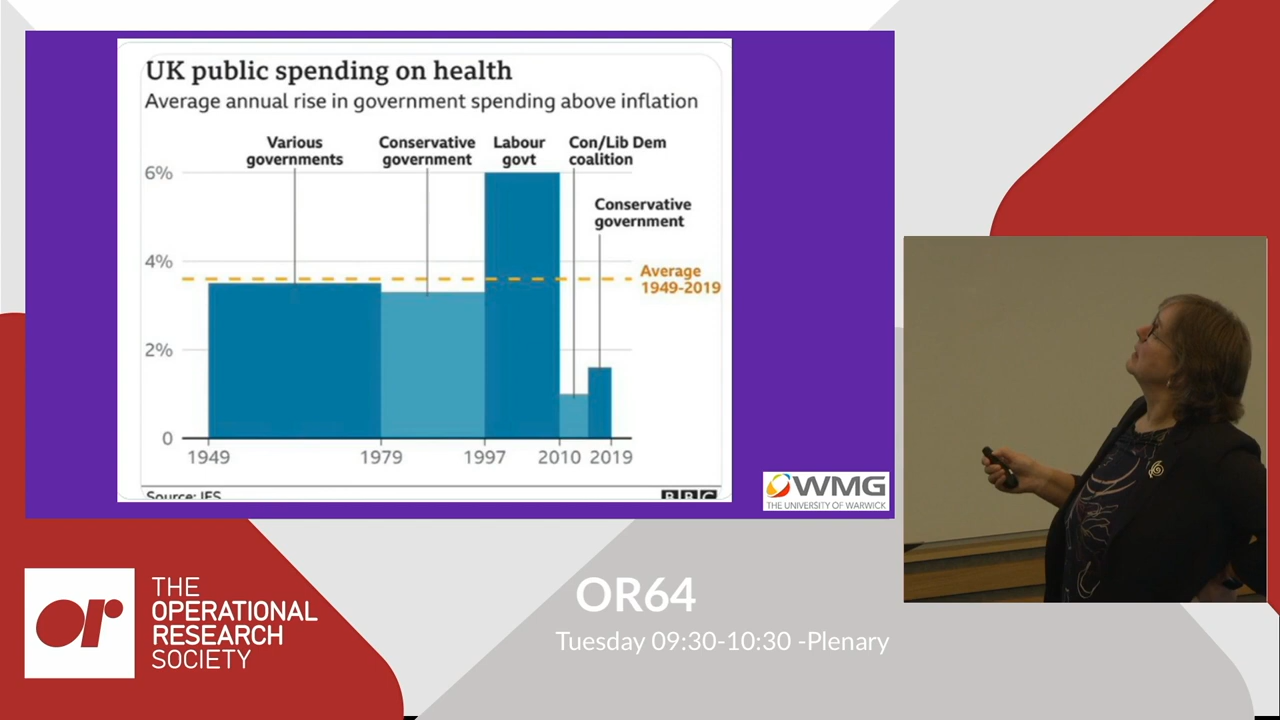 UK public spending on health
Average annual rise in government spending above inflation
Various
governments
Conservative
government
Labour
govt
Con/Lib Dem
coalition
Conservative
government
6%
4%
2%
0
Average
1949-2019
1949
1979
1997
2010
2019
Source: IFS
BBC
WMG
THE UNIVERSITY OF WARWICK
or
THE
OPERATIONAL
RESEARCH
SOCIETY
OR64
Tuesday 09:30-10:30 -Plenary